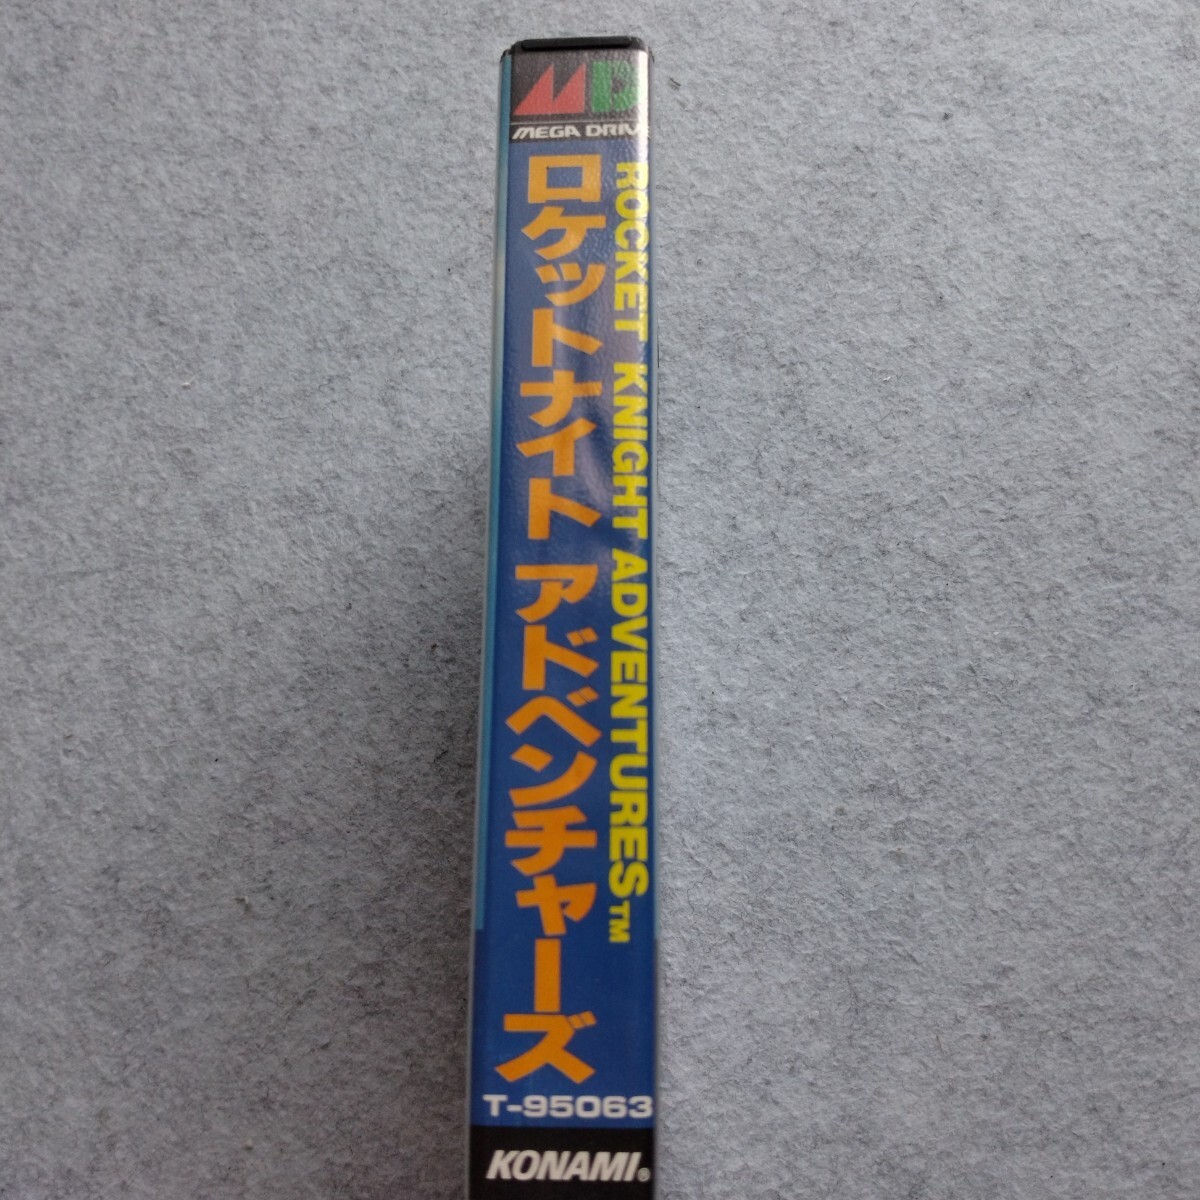 MD
MEGA DRIV
ROCKET KNIGHT ADVENTURES™
ロケットナイト アドベンチャーズ
T-95063
KONAMI®